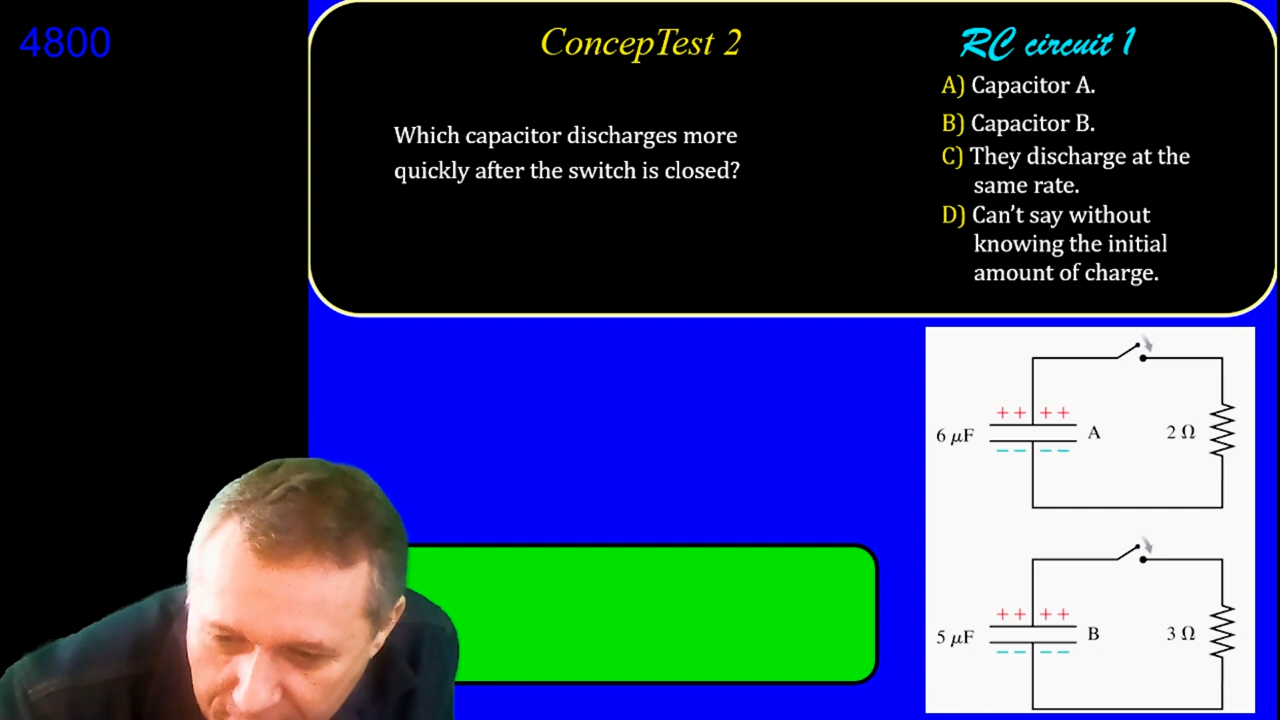 4800
ConcepTest 2
RC circuit 1
Which capacitor discharges more
quickly after the switch is closed?
A) Capacitor A.
B) Capacitor B.
C) They discharge at the
same rate.
D) Can’t say without
knowing the initial
amount of charge.
+ + + +
6 µF
A
2 Ω
− − − −
+ + + +
5 µF
B
3 Ω
− − − −